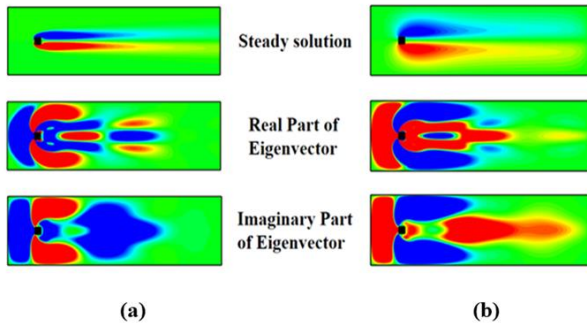 Steady solution
Real Part of
Eigenvector
Imaginary Part
of Eigenvector
(a)
(b)